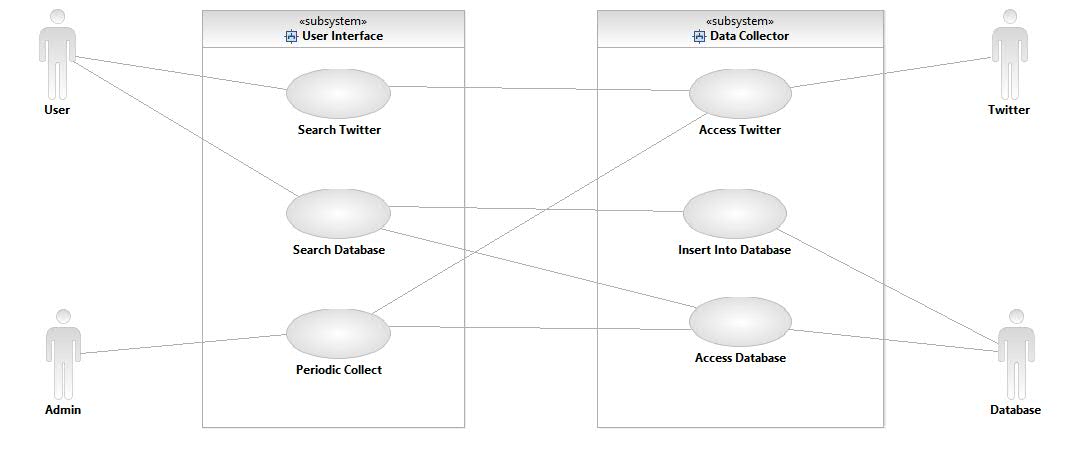 «subsystem»
User Interface
«subsystem»
Data Collector
User
Search Twitter
Access Twitter
Twitter
Search Database
Insert Into Database
Periodic Collect
Access Database
Admin
Database